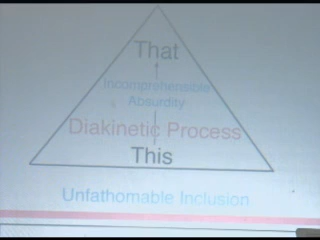 That
Incomprehensible
Absurdity
Diakinetic Process
This
Unfathomable Inclusion